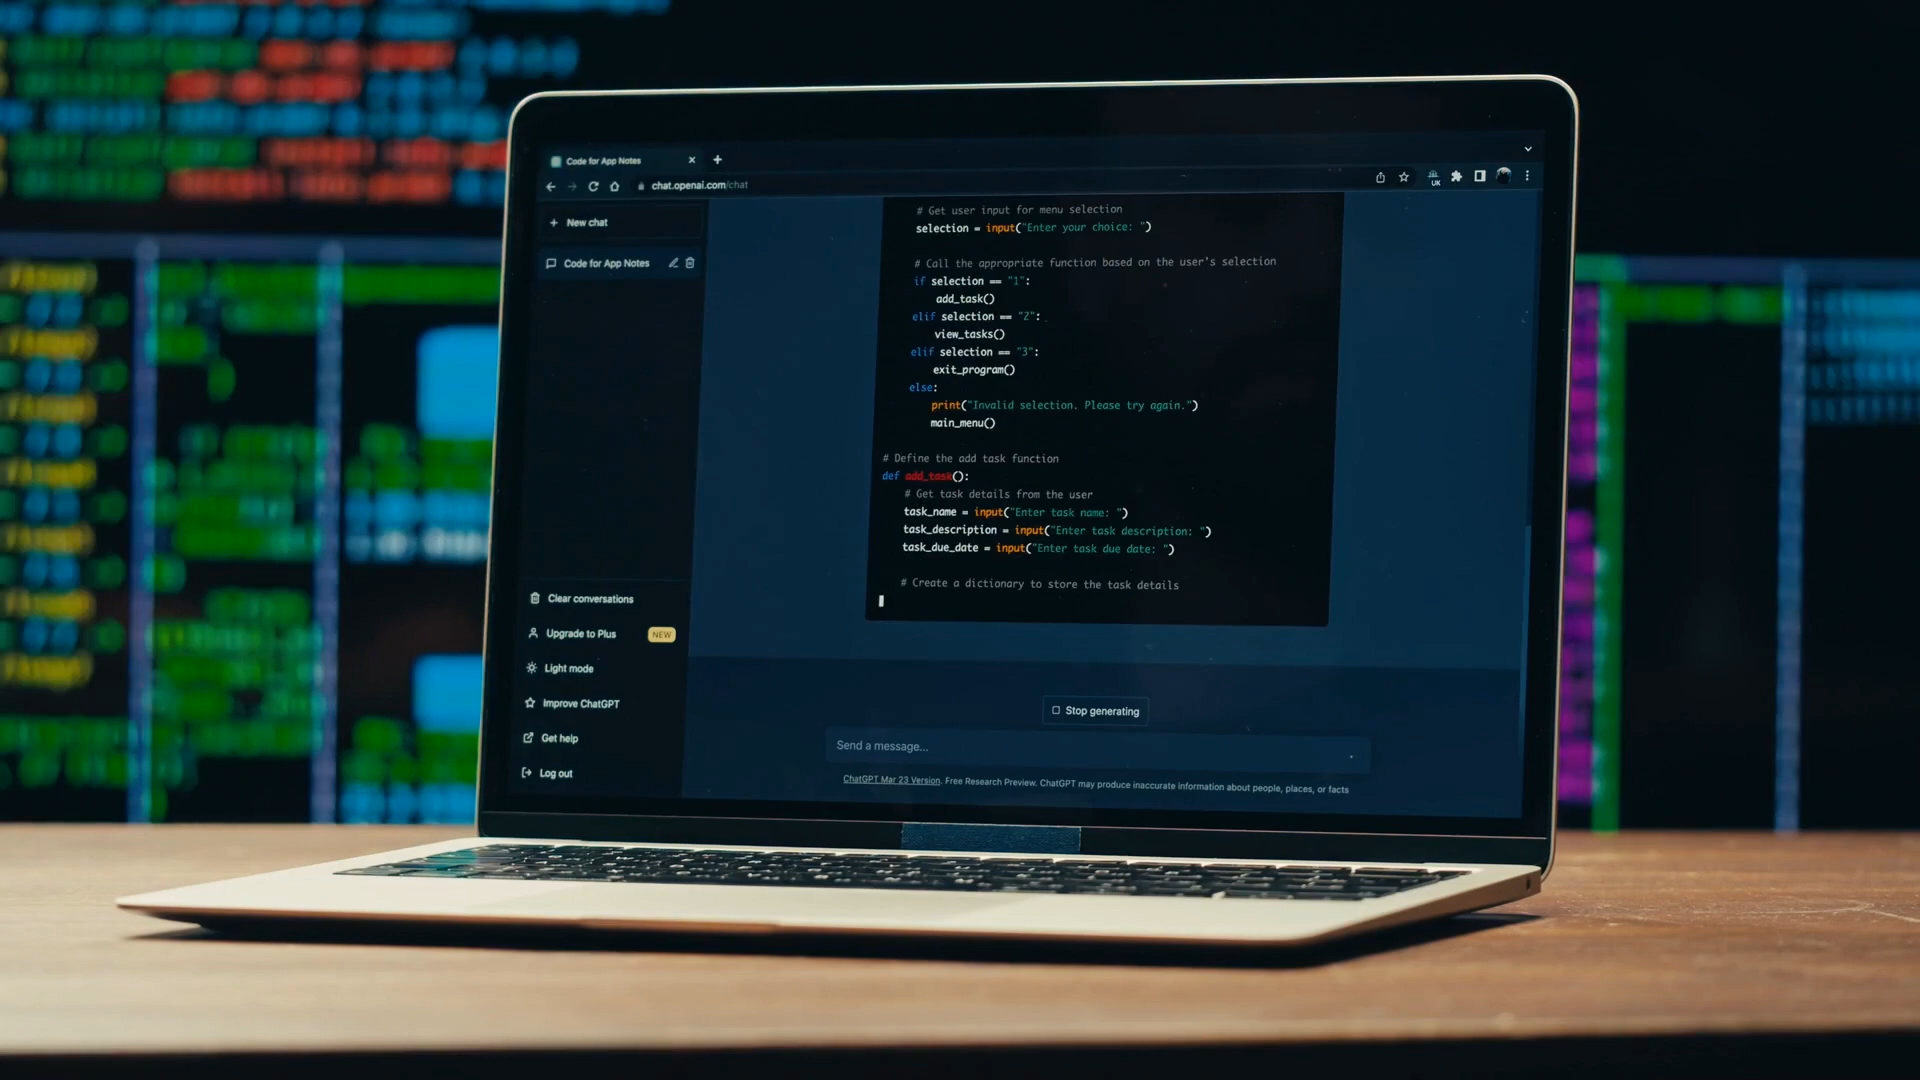 Code for App Notes
chat.openai.com/chat
UK
New chat
Code for App Notes
# Get user input for menu selection
selection = input("Enter your choice: ")
# Call the appropriate function based on the user's selection
if selection == "1":
add_task()
elif selection == "2":
view_tasks()
elif selection == "3":
exit_program()
else:
print("Invalid selection. Please try again.")
main_menu()
# Define the add task function
def add_task():
# Get task details from the user
task_name = input("Enter task name: ")
task_description = input("Enter task description: ")
task_due_date = input("Enter task due date: ")
# Create a dictionary to store the task details
Clear conversations
Upgrade to Plus NEW
Light mode
Improve ChatGPT
Get help
Log out
Stop generating
Send a message...
ChatGPT Mar 23 Version. Free Research Preview. ChatGPT may produce inaccurate information about people, places, or facts